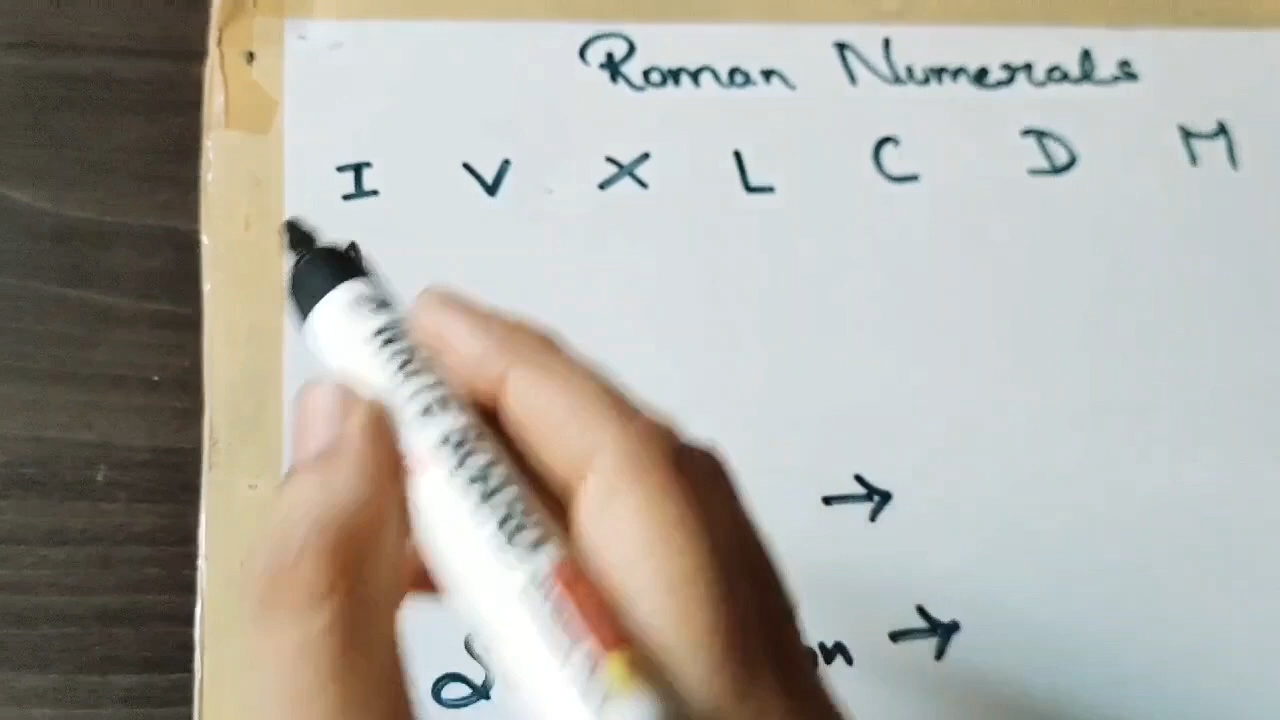 Roman Numerals
I V X L C D M
→
→